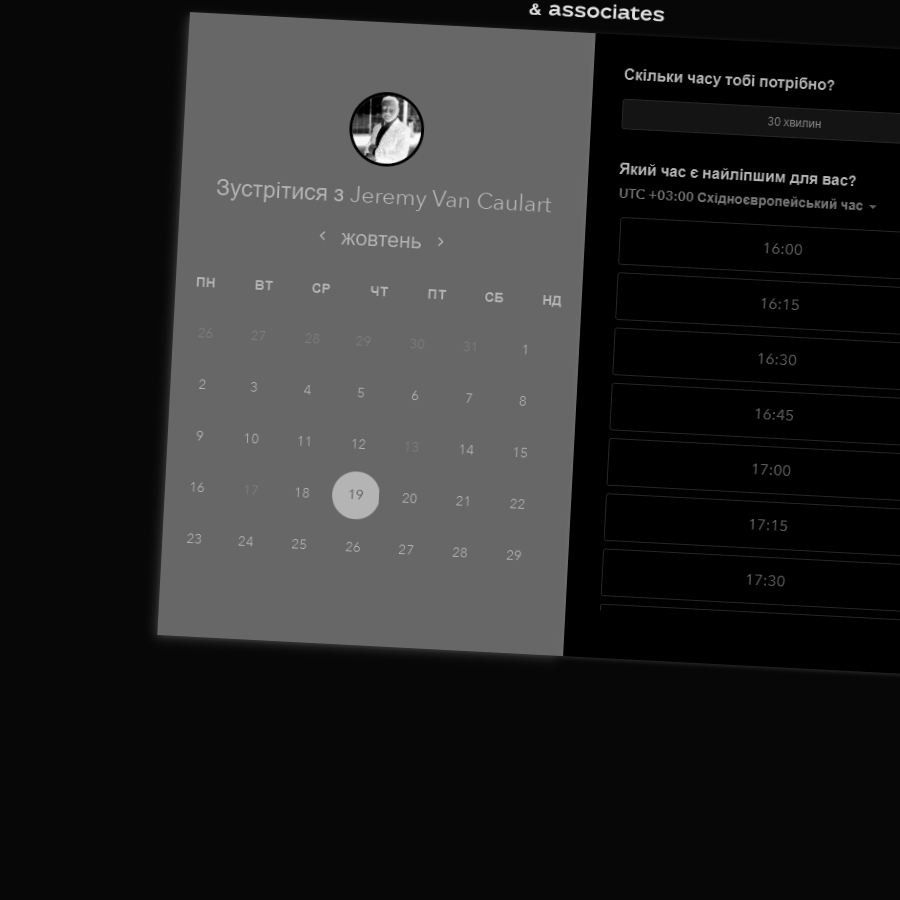 & associates
Зустрітися з Jeremy Van Caulart
жовтень
ПН ВТ СР ЧТ ПТ СБ НД
26 27 28 29 30 31 1
2 3 4 5 6 7 8
9 10 11 12 13 14 15
16 17 18 19 20 21 22
23 24 25 26 27 28 29
Скільки часу тобі потрібно?
30 хвилин
Який час є найліпшим для вас?
UTC +03:00 Східноєвропейський час
16:00
16:15
16:30
16:45
17:00
17:15
17:30